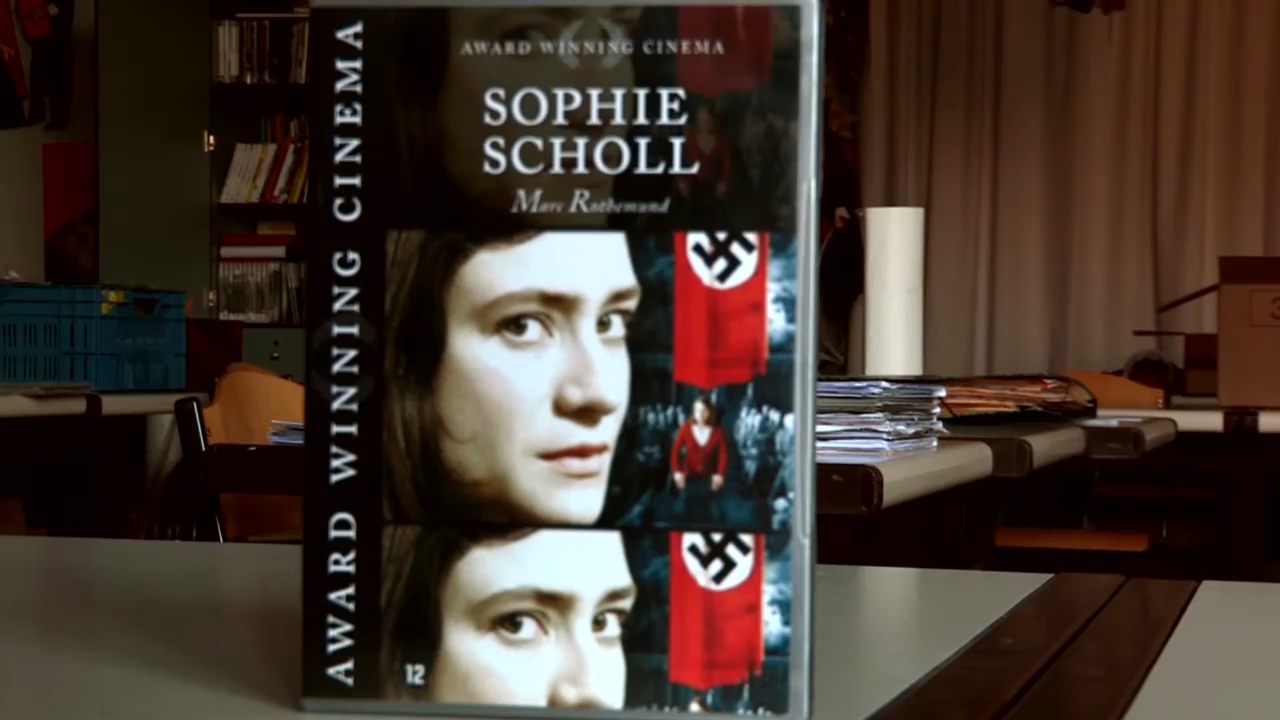 AWARD WINNING CINEMA
AWARD WINNING CINEMA
SOPHIE
SCHOLL
Marc Rothemund
12